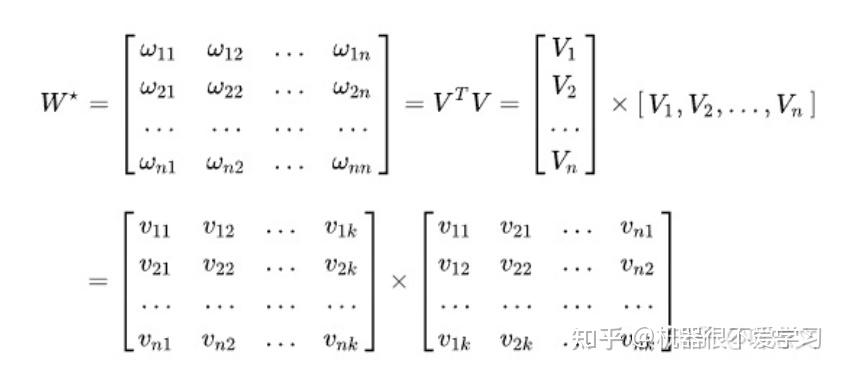 W⋆ = [ ω11 ω12 ... ω1n ; ω21 ω22 ... ω2n ; ... ... ... ... ; ωn1 ωn2 ... ωnn ] = V^T V = [ V1 ; V2 ; ... ; Vn ] × [ V1, V2, ..., Vn ]
= [ v11 v12 ... v1k ; v21 v22 ... v2k ; ... ... ... ... ; vn1 vn2 ... vnk ] × [ v11 v21 ... vn1 ; v12 v22 ... vn2 ; ... ... ... ... ; v1k v2k ... vnk ]
知乎 @机器很不爱学习